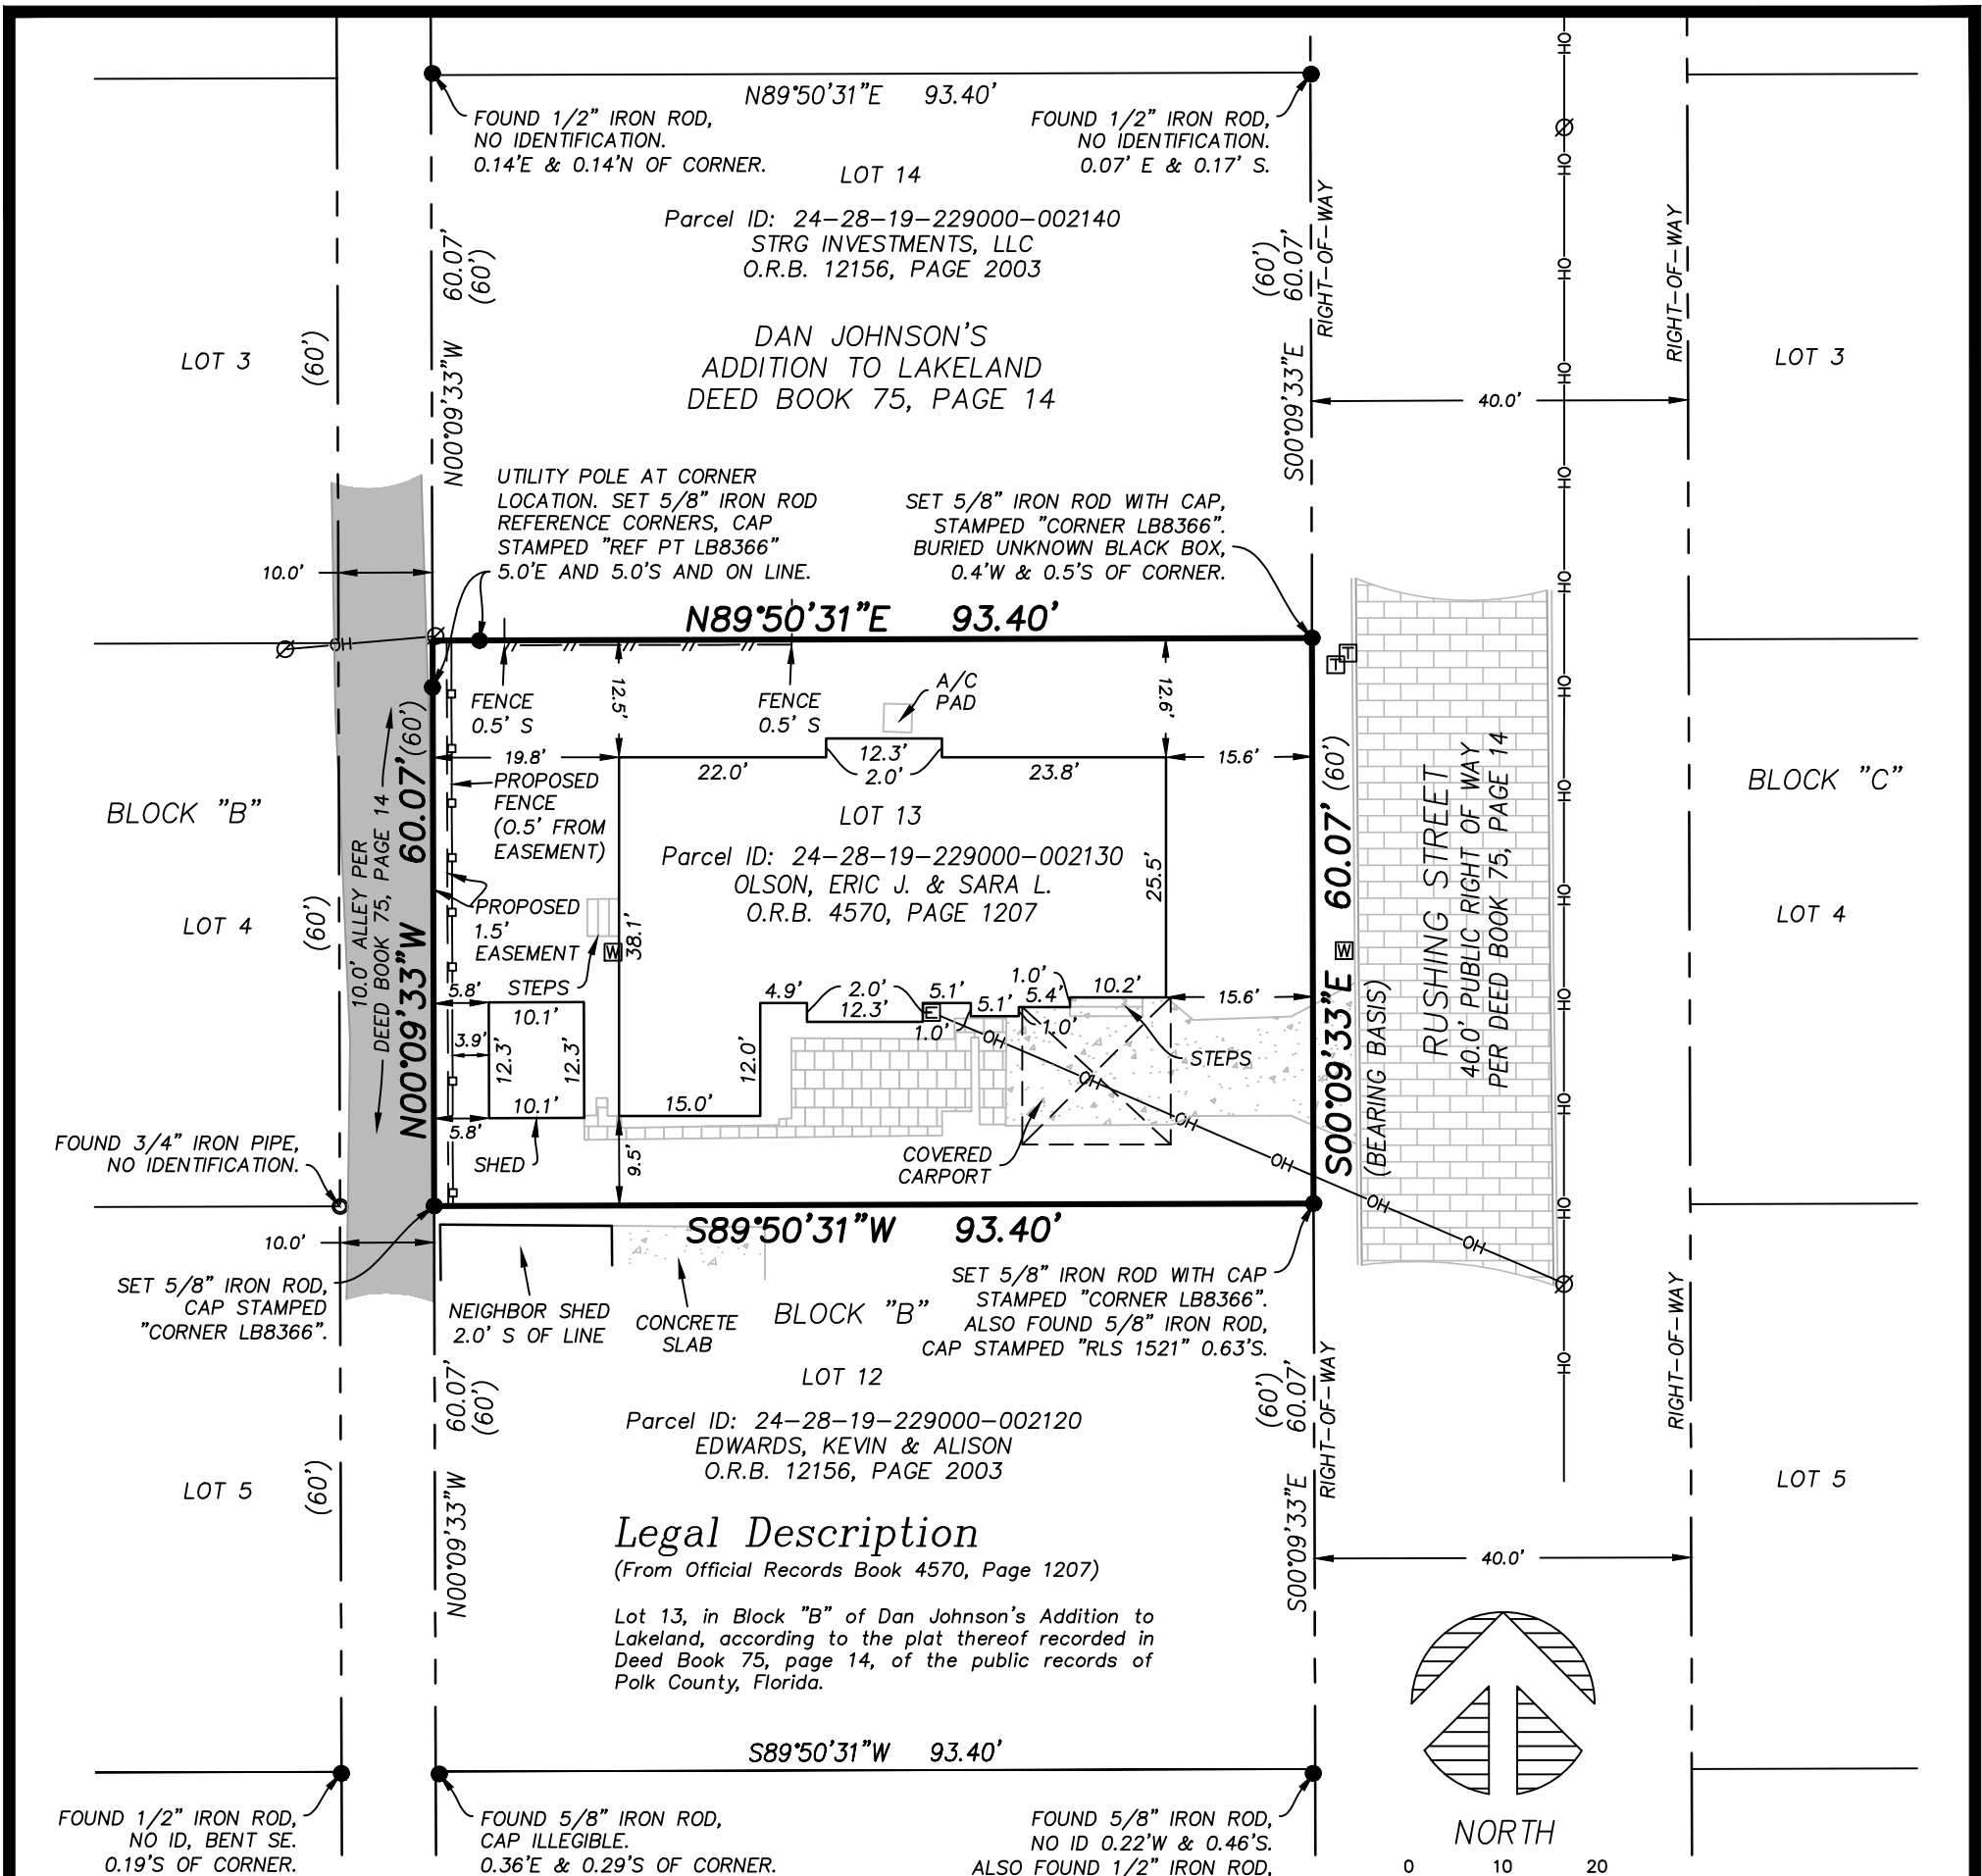 N89°50'31"E 93.40'
FOUND 1/2" IRON ROD,
NO IDENTIFICATION.
0.14'E & 0.14'N OF CORNER.
FOUND 1/2" IRON ROD,
NO IDENTIFICATION.
0.07' E & 0.17' S.
LOT 14
Parcel ID: 24-28-19-229000-002140
STRG INVESTMENTS, LLC
O.R.B. 12156, PAGE 2003
60.07'
(60')
(60')
60.07'
RIGHT-OF-WAY
RIGHT-OF-WAY
OH
OH
OH
OH
OH
OH
OH
OH
OH
OH
OH
OH
OH
DAN JOHNSON'S
ADDITION TO LAKELAND
DEED BOOK 75, PAGE 14
LOT 3
(60')
N00°09'33"W
S00°09'33"E
40.0'
LOT 3
UTILITY POLE AT CORNER
LOCATION. SET 5/8" IRON ROD
REFERENCE CORNERS, CAP
STAMPED "REF PT LB8366"
5.0'E AND 5.0'S AND ON LINE.
SET 5/8" IRON ROD WITH CAP,
STAMPED "CORNER LB8366".
BURIED UNKNOWN BLACK BOX,
0.4'W & 0.5'S OF CORNER.
10.0'
N89°50'31"E 93.40'
OH
T
T
FENCE
0.5' S
12.5'
FENCE
0.5' S
A/C
PAD
12.6'
19.8'
22.0'
12.3'
2.0'
23.8'
15.6'
PROPOSED
FENCE
(0.5' FROM
EASEMENT)
LOT 13
Parcel ID: 24-28-19-229000-002130
OLSON, ERIC J. & SARA L.
O.R.B. 4570, PAGE 1207
25.5'
BLOCK "B"
LOT 4
(60')
10.0' ALLEY PER
DEED BOOK 75, PAGE 14
N00°09'33"W 60.07' (60')
PROPOSED
1.5'
EASEMENT
STEPS
W
38.1'
S00°09'33"E 60.07' (60')
(BEARING BASIS)
W
RUSHING STREET
40.0' PUBLIC RIGHT OF WAY
PER DEED BOOK 75, PAGE 14
BLOCK "C"
LOT 4
5.8'
10.1'
3.9'
12.3'
12.3'
10.1'
5.8'
SHED
4.9'
2.0'
12.3'
5.1'
E
1.0'
5.1'
5.4'
1.0'
1.0'
10.2'
15.6'
12.0'
15.0'
9.5'
STEPS
OH
OH
OH
OH
OH
OH
COVERED
CARPORT
FOUND 3/4" IRON PIPE,
NO IDENTIFICATION.
S89°50'31"W 93.40'
10.0'
SET 5/8" IRON ROD,
CAP STAMPED
"CORNER LB8366".
NEIGHBOR SHED
2.0' S OF LINE
CONCRETE
SLAB
BLOCK "B"
SET 5/8" IRON ROD WITH CAP
STAMPED "CORNER LB8366".
ALSO FOUND 5/8" IRON ROD,
CAP STAMPED "RLS 1521" 0.63'S.
LOT 12
Parcel ID: 24-28-19-229000-002120
EDWARDS, KEVIN & ALISON
O.R.B. 12156, PAGE 2003
60.07'
(60')
(60')
60.07'
RIGHT-OF-WAY
RIGHT-OF-WAY
LOT 5
(60')
N00°09'33"W
S00°09'33"E
LOT 5
40.0'
Legal Description
(From Official Records Book 4570, Page 1207)
Lot 13, in Block "B" of Dan Johnson's Addition to
Lakeland, according to the plat thereof recorded in
Deed Book 75, page 14, of the public records of
Polk County, Florida.
S89°50'31"W 93.40'
FOUND 1/2" IRON ROD,
NO ID, BENT SE.
0.19'S OF CORNER.
FOUND 5/8" IRON ROD,
CAP ILLEGIBLE.
0.36'E & 0.29'S OF CORNER.
FOUND 5/8" IRON ROD,
NO ID 0.22'W & 0.46'S.
ALSO FOUND 1/2" IRON ROD,
NORTH
0 10 20